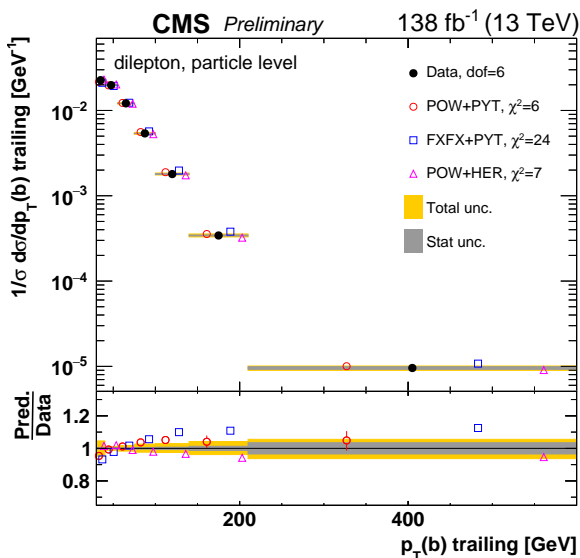 CMS Preliminary 138 fb⁻¹ (13 TeV)
dilepton, particle level
Data, dof=6
POW+PYT, χ²=6
FXFX+PYT, χ²=24
POW+HER, χ²=7
Total unc.
Stat unc.
1/σ dσ/dp_T(b) trailing [GeV⁻¹]
10⁻²
10⁻³
10⁻⁴
10⁻⁵
Pred.
Data
1.2
1
0.8
200 400
p_T(b) trailing [GeV]